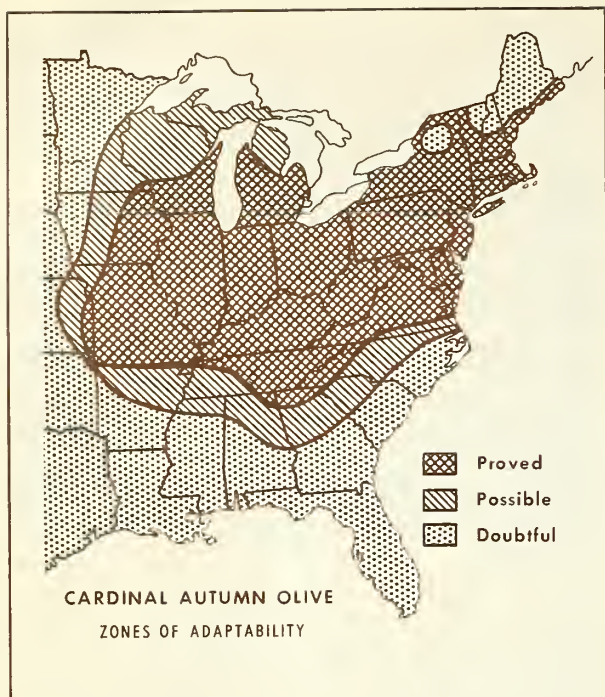 Proved
Possible
Doubtful
CARDINAL AUTUMN OLIVE
ZONES OF ADAPTABILITY